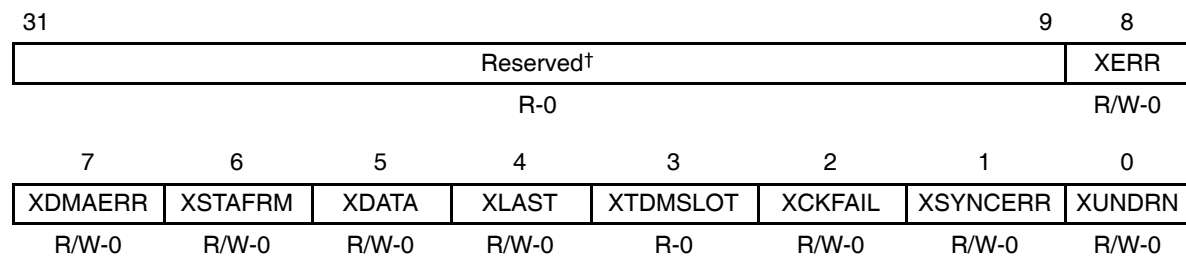 31 9 8
Reserved† XERR
R-0 R/W-0
7 6 5 4 3 2 1 0
XDMAERR XSTAFRM XDATA XLAST XTDMSLOT XCKFAIL XSYNCERR XUNDRN
R/W-0 R/W-0 R/W-0 R/W-0 R-0 R/W-0 R/W-0 R/W-0